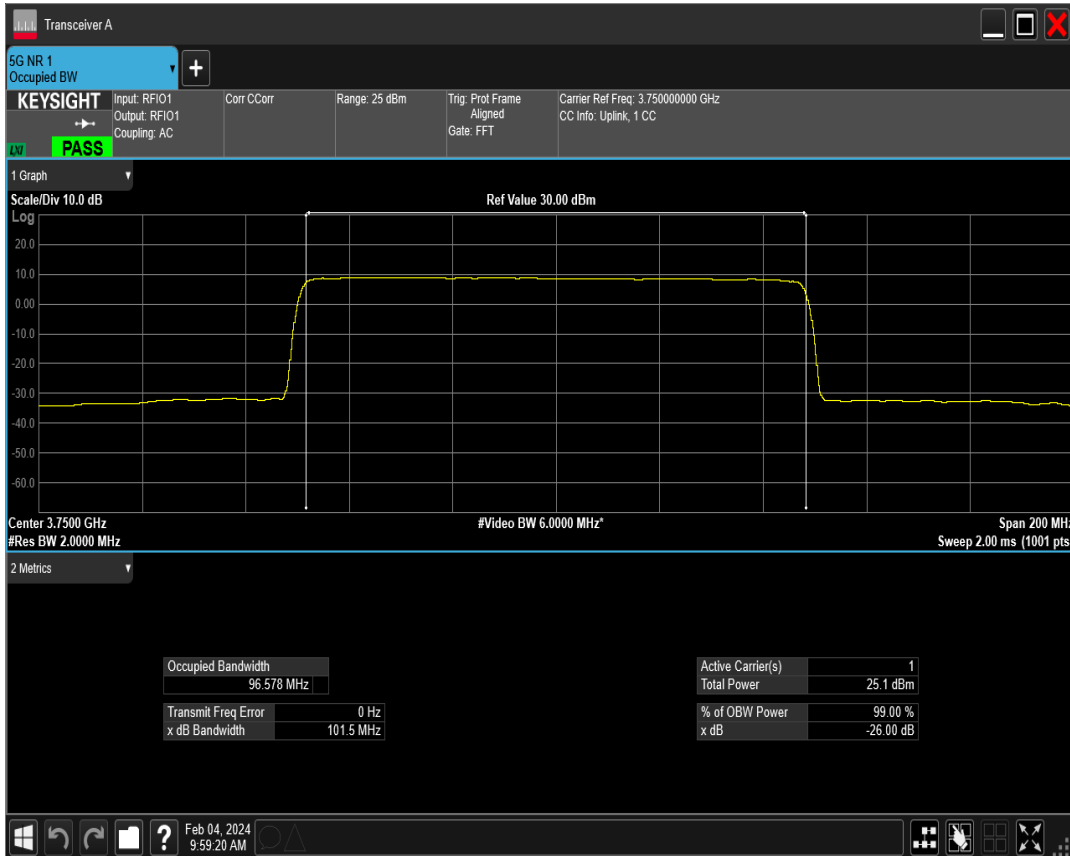 Transceiver A
5G NR 1
Occupied BW
+
KEYSIGHT
Input: RFIO1
Output: RFIO1
Coupling: AC
LXI
PASS
Corr CCorr
Range: 25 dBm
Trig: Prot Frame
Aligned
Gate: FFT
Carrier Ref Freq: 3.750000000 GHz
CC Info: Uplink, 1 CC
1 Graph
Scale/Div 10.0 dB
Ref Value 30.00 dBm
Log
20.0
10.0
0.00
-10.0
-20.0
-30.0
-40.0
-50.0
-60.0
Center 3.7500 GHz
#Video BW 6.0000 MHz*
Span 200 MHz
#Res BW 2.0000 MHz
Sweep 2.00 ms (1001 pts
2 Metrics
Occupied Bandwidth
96.578 MHz
Transmit Freq Error 0 Hz
x dB Bandwidth 101.5 MHz
Active Carrier(s) 1
Total Power 25.1 dBm
% of OBW Power 99.00 %
x dB -26.00 dB
?
Feb 04, 2024
9:59:20 AM